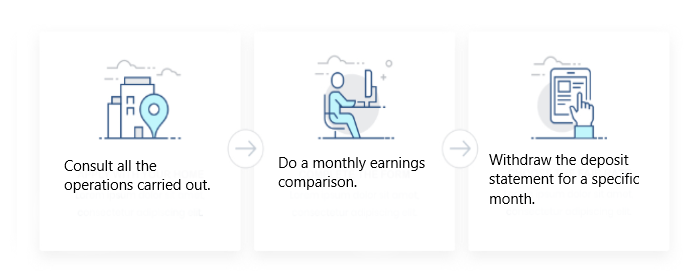 Consult all the
operations carried out.
Do a monthly earnings
comparison.
Withdraw the deposit
statement for a specific
month.